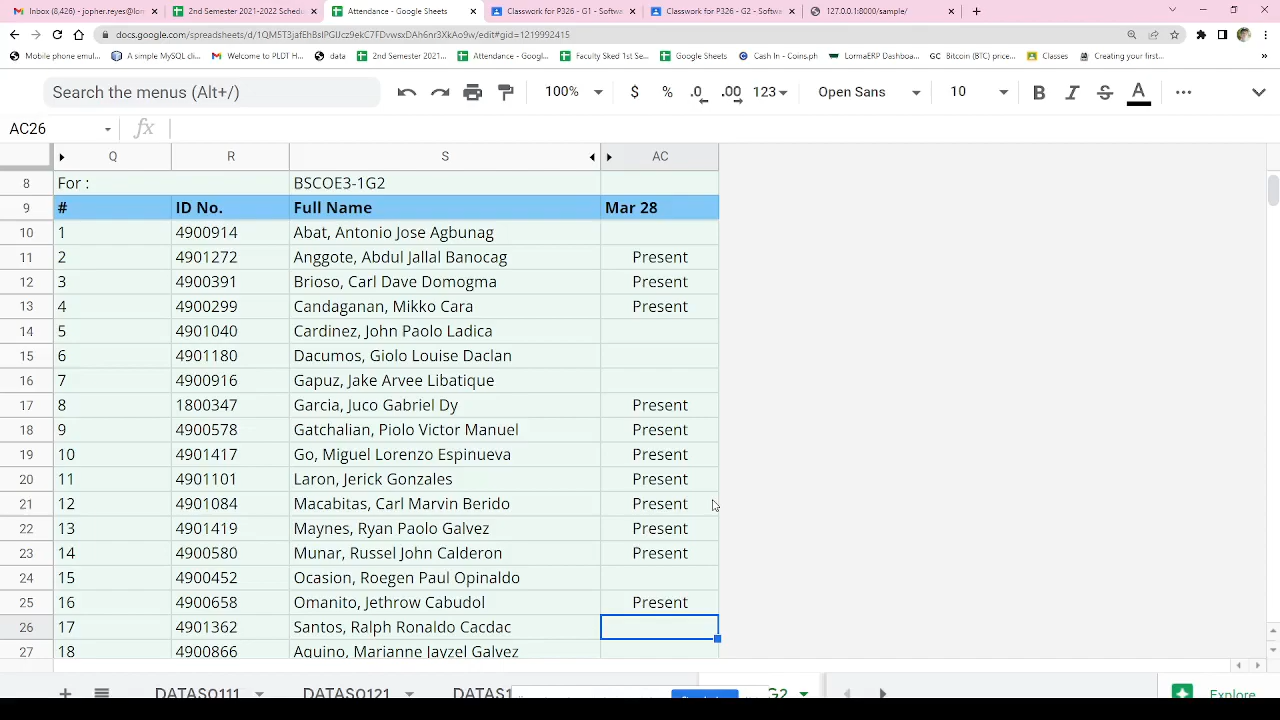 Inbox (8,426) - jopher.reyes@lor
2nd Semester 2021-2022 Schedu
Attendance - Google Sheets
Classwork for P326 - G1 - Softwa
Classwork for P326 - G2 - Softwa
127.0.0.1:8000/sample/
docs.google.com/spreadsheets/d/
/edit#gid=1219992415
Mobile phone emul...
A simple MySQL cli...
Welcome to PLDT H...
data
2nd Semester 2021...
Attendance - Googl...
Faculty Sked 1st Se...
Google Sheets
Cash In - Coins.ph
LormaERP Dashboar...
Bitcoin (BTC) price...
Classes
Creating your first...
Search the menus (Alt+/)
100%
$ % .0 .00 123
Open Sans
10
B I S A
AC26
fx
Q R S AC
8 For : BSCOE3-1G2
9 # ID No. Full Name Mar 28
10 1 4900914 Abat, Antonio Jose Agbunag
11 2 4901272 Anggote, Abdul Jallal Banocag Present
12 3 4900391 Brioso, Carl Dave Domogma Present
13 4 4900299 Candaganan, Mikko Cara Present
14 5 4901040 Cardinez, John Paolo Ladica
15 6 4901180 Dacumos, Giolo Louise Daclan
16 7 4900916 Gapuz, Jake Arvee Libatique
17 8 1800347 Garcia, Juco Gabriel Dy Present
18 9 4900578 Gatchalian, Piolo Victor Manuel Present
19 10 4901417 Go, Miguel Lorenzo Espinueva Present
20 11 4901101 Laron, Jerick Gonzales Present
21 12 4901084 Macabitas, Carl Marvin Berido Present
22 13 4901419 Maynes, Ryan Paolo Galvez Present
23 14 4900580 Munar, Russel John Calderon Present
24 15 4900452 Ocasion, Roegen Paul Opinaldo
25 16 4900658 Omanito, Jethrow Cabudol Present
26 17 4901362 Santos, Ralph Ronaldo Cacdac
27 18 4900866 Aquino, Marianne Jayzel Galvez
DATAS0111
DATAS0121
DATAS1
G2
Explore